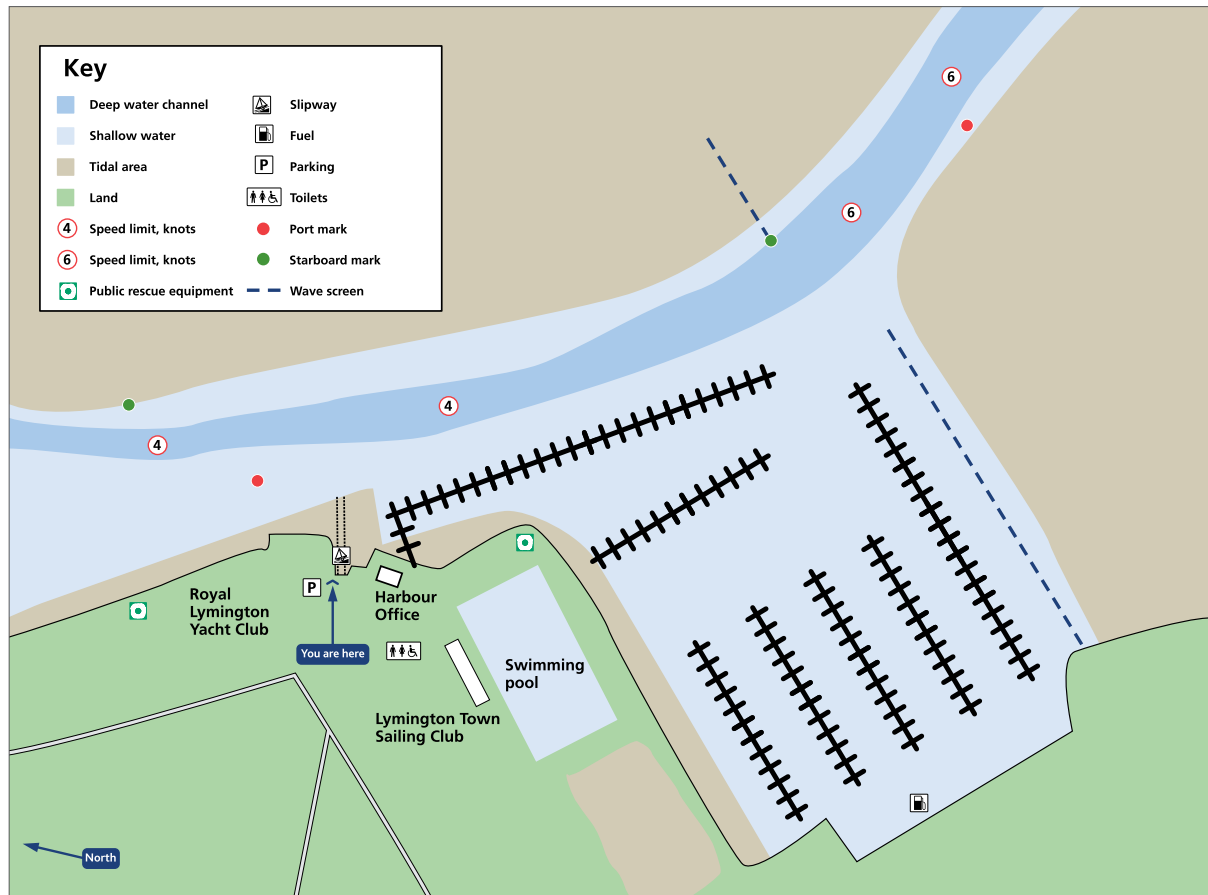 Key
Deep water channel
Shallow water
Tidal area
Land
4 Speed limit, knots
6 Speed limit, knots
Public rescue equipment
Slipway
Fuel
P Parking
Toilets
Port mark
Starboard mark
Wave screen
6
6
4
4
P
Royal
Lymington
Yacht Club
Harbour
Office
You are here
Swimming
pool
Lymington Town
Sailing Club
North